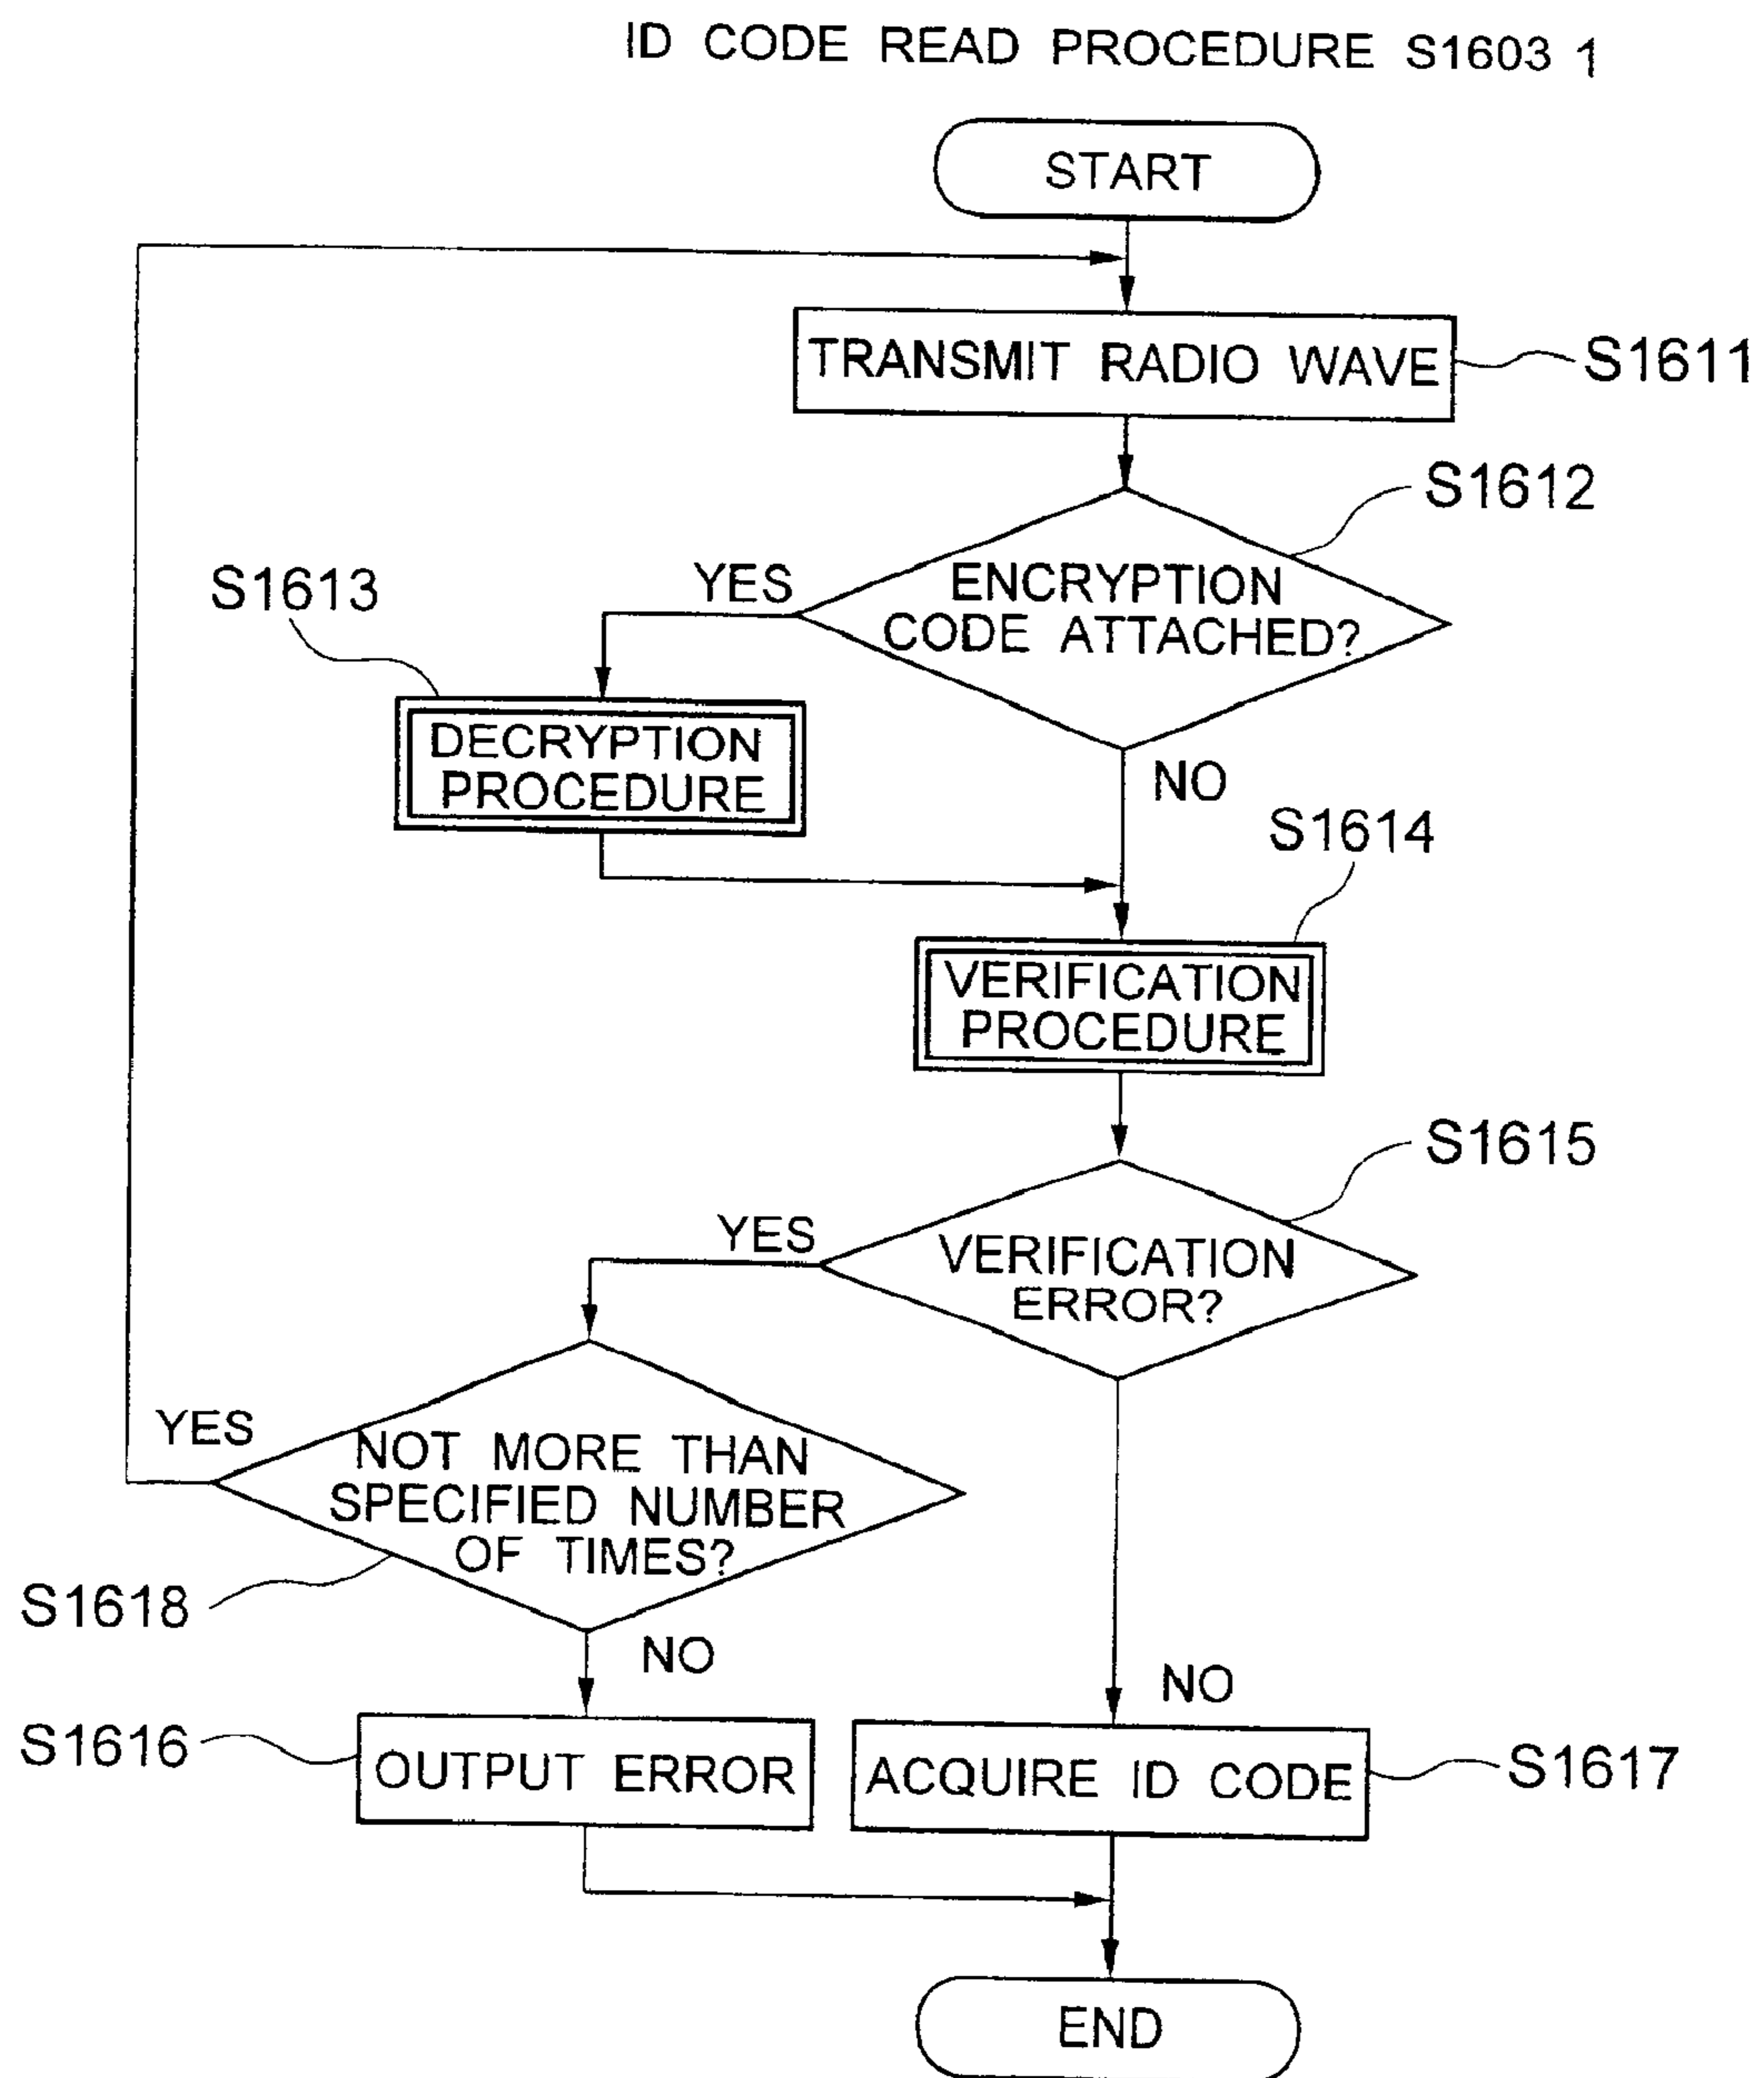 ID CODE READ PROCEDURE S1603 1
START
TRANSMIT RADIO WAVE
S1611
S1612
ENCRYPTION
CODE ATTACHED?
YES
S1613
DECRYPTION
PROCEDURE
NO
S1614
VERIFICATION
PROCEDURE
S1615
YES
VERIFICATION
ERROR?
YES
NOT MORE THAN
SPECIFIED NUMBER
OF TIMES?
S1618
NO
NO
S1616
OUTPUT ERROR
ACQUIRE ID CODE
S1617
END